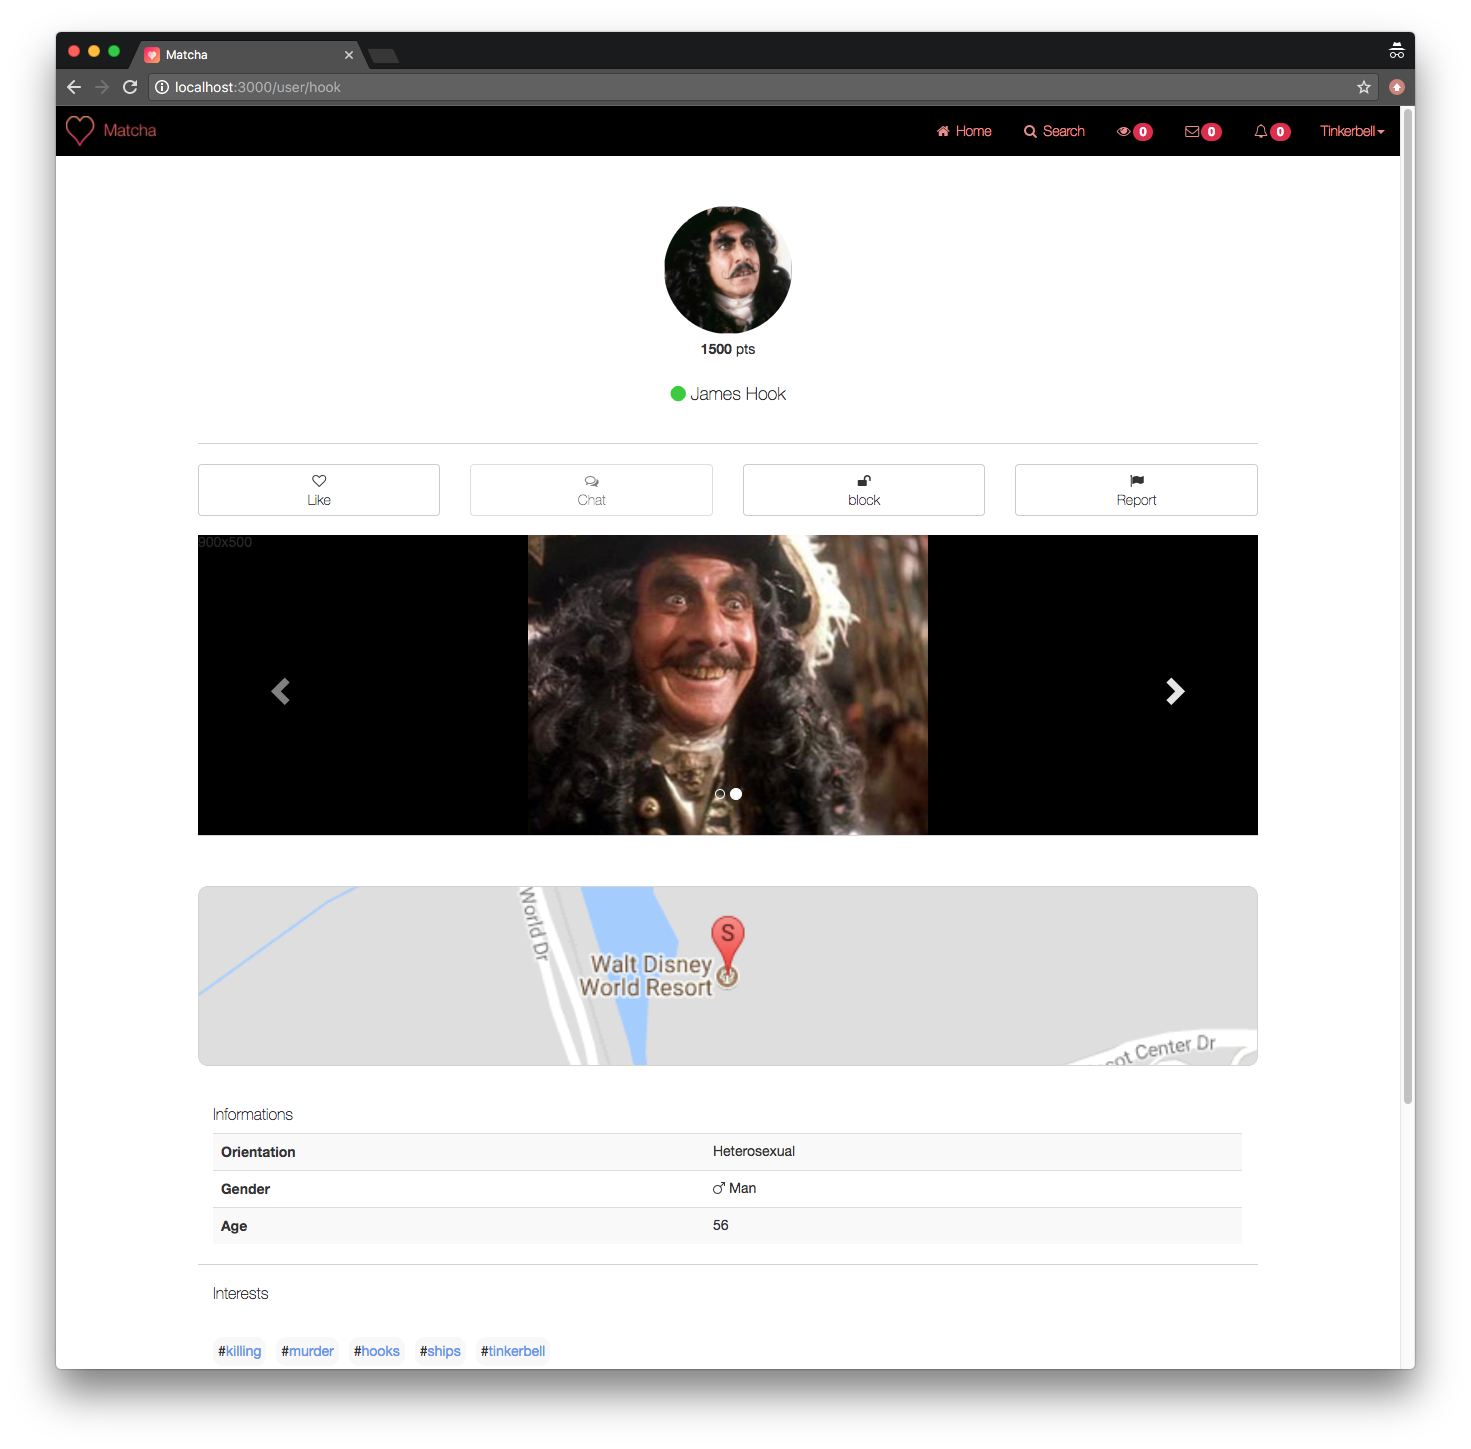 Matcha
localhost:3000/user/hook
Matcha
Home Search 0 0 0 Tinkerbell
1500 pts
James Hook
Like
Chat
block
Report
900x500
World Dr
S
Walt Disney
World Resort
Center Dr
Informations
Orientation Heterosexual
Gender Man
Age 56
Interests
#killing #murder #hooks #ships #tinkerbell